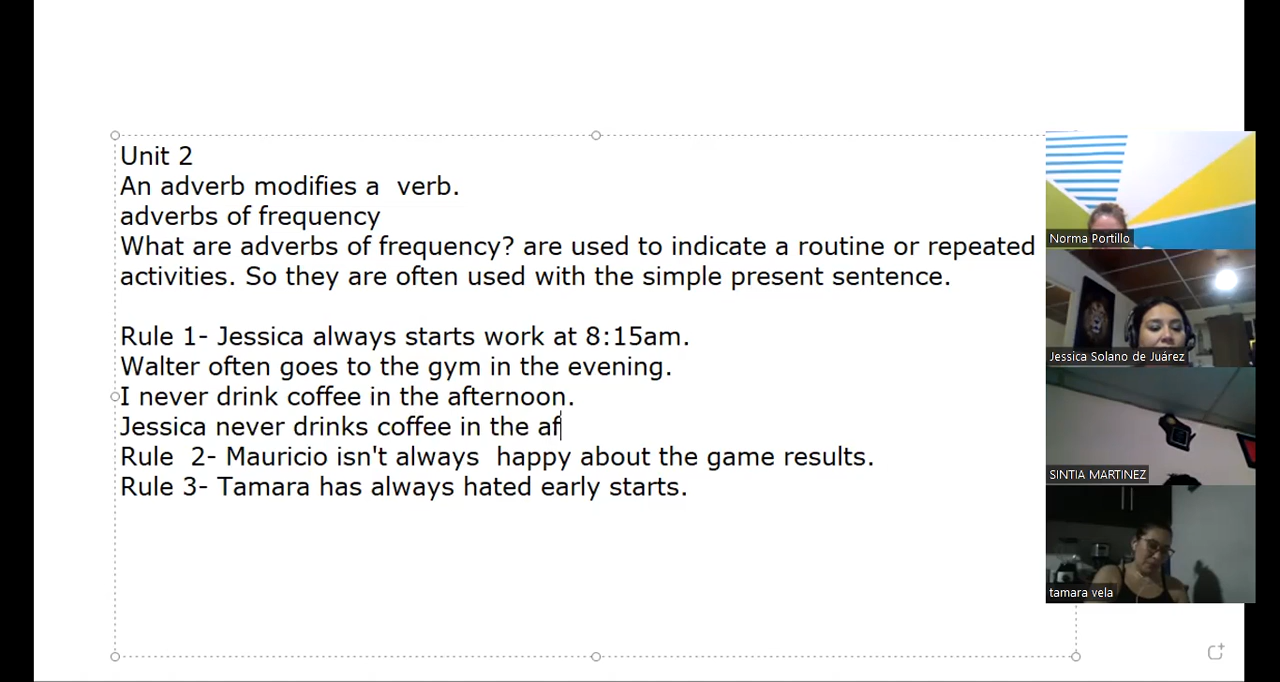 Unit 2
An adverb modifies a  verb.
adverbs of frequency
What are adverbs of frequency? are used to indicate a routine or repeated
activities. So they are often used with the simple present sentence.
Rule 1- Jessica always starts work at 8:15am.
Walter often goes to the gym in the evening.
I never drink coffee in the afternoon.
Jessica never drinks coffee in the af
Rule  2- Mauricio isn't always  happy about the game results.
Rule 3- Tamara has always hated early starts.
Norma Portillo
Jessica Solano de Juárez
SINTIA MARTINEZ
tamara vela